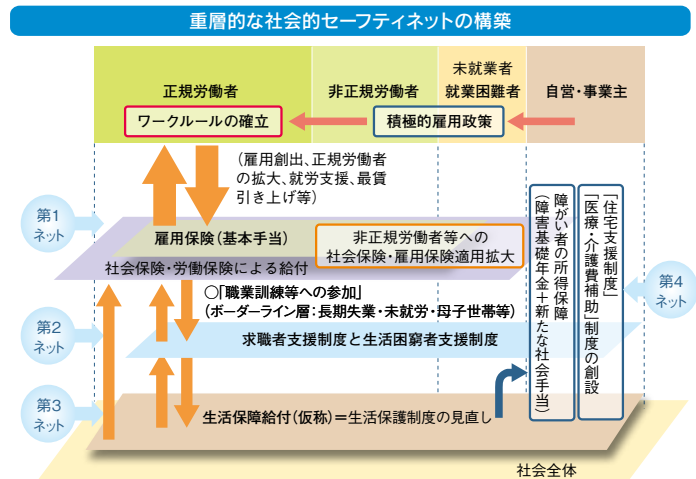 重層的な社会的セーフティネットの構築
正規労働者
非正規労働者
未就業者
就業困難者
自営・事業主
ワークルールの確立
積極的雇用政策
(雇用創出、正規労働者
の拡大、就労支援、最賃
引き上げ等)
第1
ネット
雇用保険(基本手当)
非正規労働者等への
社会保険・雇用保険適用拡大
社会保険・労働保険による給付
○「職業訓練等への参加」
(ボーダーライン層:長期失業・未就労・母子世帯等)
第2
ネット
求職者支援制度と生活困窮者支援制度
第3
ネット
生活保障給付(仮称)=生活保護制度の見直し
障がい者の所得保障
(障害基礎年金+新たな社会手当)
「住宅支援制度」
「医療・介護費補助」制度の創設
第4
ネット
社会全体